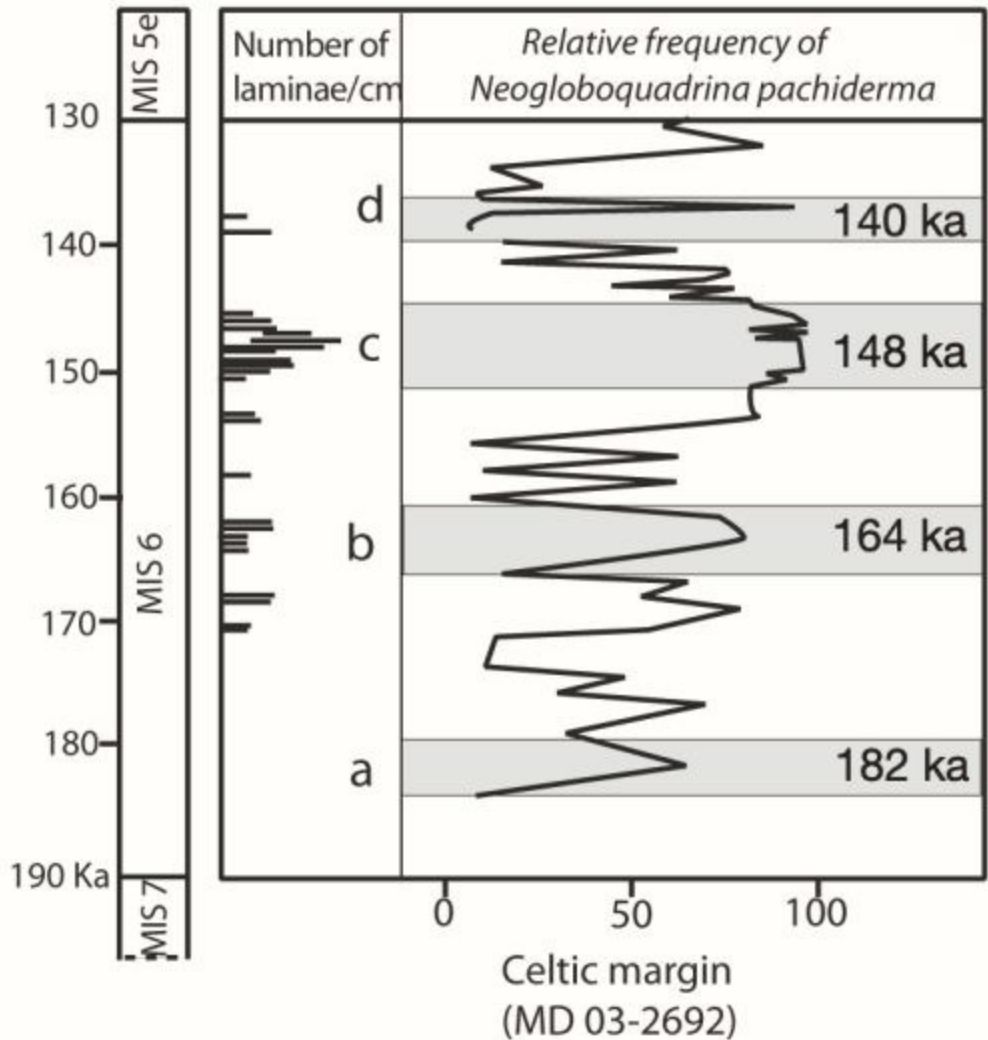 MIS 5e
Number of
laminae/cm
Relative frequency of
Neogloboquadrina pachiderma
130
d
140 ka
140
c
148 ka
150
160
b
164 ka
MIS 6
170
180
a
182 ka
190 Ka
MIS 7
0 50 100
Celtic margin
(MD 03-2692)